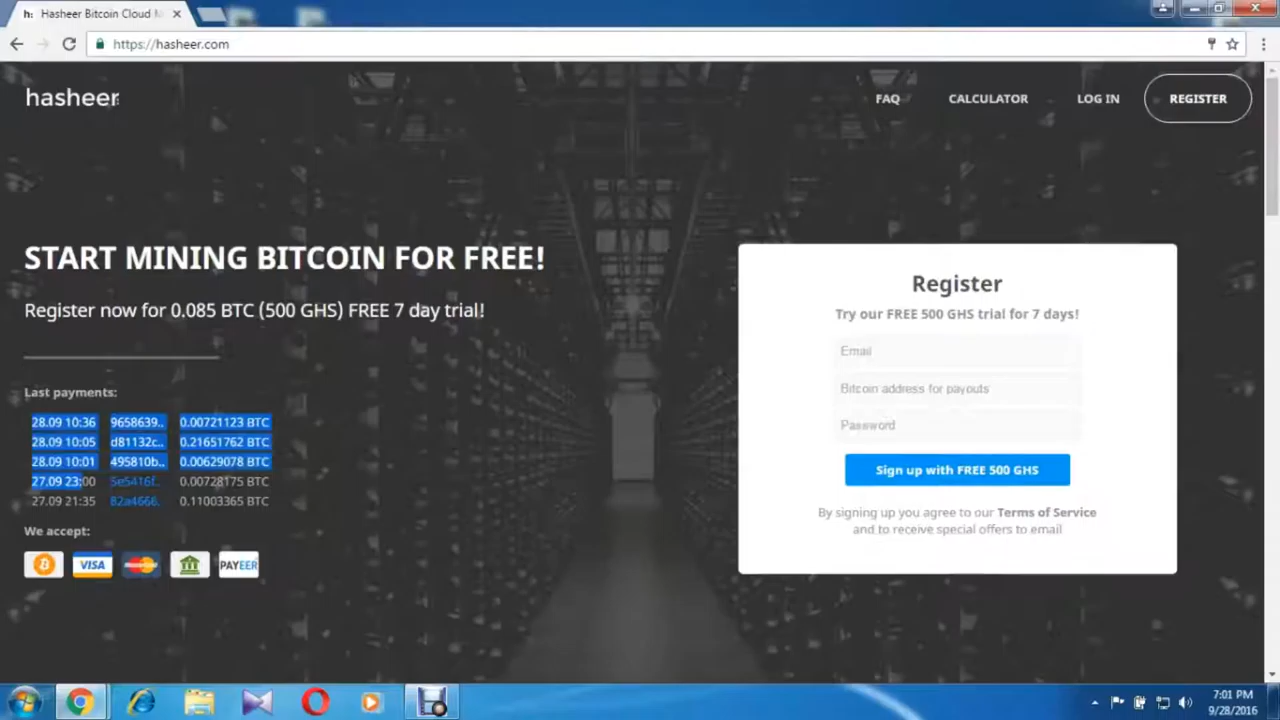 h: Hasheer Bitcoin Cloud M
https://hasheer.com
hasheer
FAQ
CALCULATOR
LOG IN
REGISTER
START MINING BITCOIN FOR FREE!
Register now for 0.085 BTC (500 GHS) FREE 7 day trial!
Last payments:
28.09 10:36 9658639.. 0.00721123 BTC
28.09 10:05 d81132c.. 0.21651762 BTC
28.09 10:01 495810b.. 0.00629078 BTC
27.09 23:00 5e5416f.. 0.00728175 BTC
27.09 21:35 82a4666.. 0.11003365 BTC
We accept:
VISA
PAYEER
Register
Try our FREE 500 GHS trial for 7 days!
Email
Bitcoin address for payouts
Password
Sign up with FREE 500 GHS
By signing up you agree to our Terms of Service
and to receive special offers to email
7:01 PM
9/28/2016